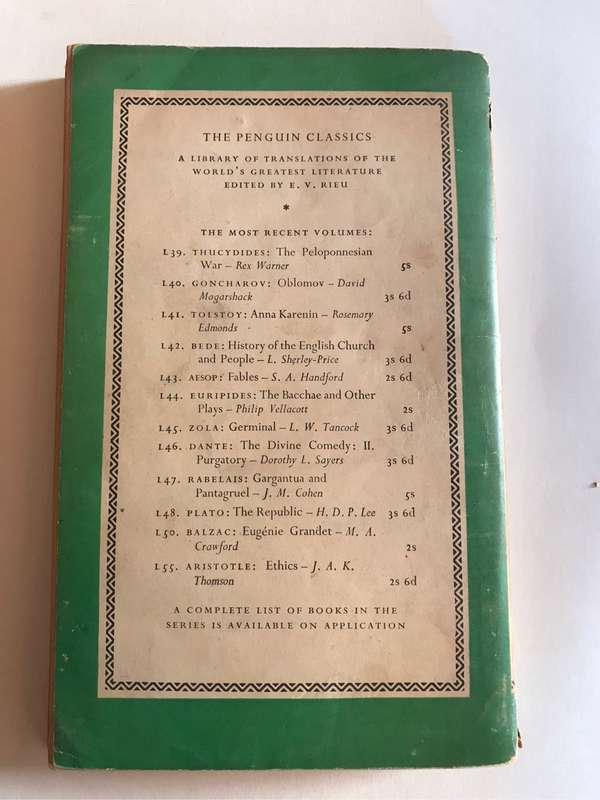 THE PENGUIN CLASSICS
A LIBRARY OF TRANSLATIONS OF THE
WORLD'S GREATEST LITERATURE
EDITED BY E. V. RIEU
*
THE MOST RECENT VOLUMES:
L39. THUCYDIDES: The Peloponnesian
War – Rex Warner 5s
L40. GONCHAROV: Oblomov – David
Magarshack 3s 6d
L41. TOLSTOY: Anna Karenin – Rosemary
Edmonds 5s
L42. BEDE: History of the English Church
and People – L. Sherley-Price 3s 6d
L43. AESOP: Fables – S. A. Handford 2s 6d
L44. EURIPIDES: The Bacchae and Other
Plays – Philip Vellacott 2s
L45. ZOLA: Germinal – L. W. Tancock 3s 6d
L46. DANTE: The Divine Comedy: II.
Purgatory – Dorothy L. Sayers 3s 6d
L47. RABELAIS: Gargantua and
Pantagruel – J. M. Cohen 5s
L48. PLATO: The Republic – H. D. P. Lee 3s 6d
L50. BALZAC: Eugénie Grandet – M. A.
Crawford 2s
L55. ARISTOTLE: Ethics – J. A. K.
Thomson 2s 6d
A COMPLETE LIST OF BOOKS IN THE
SERIES IS AVAILABLE ON APPLICATION